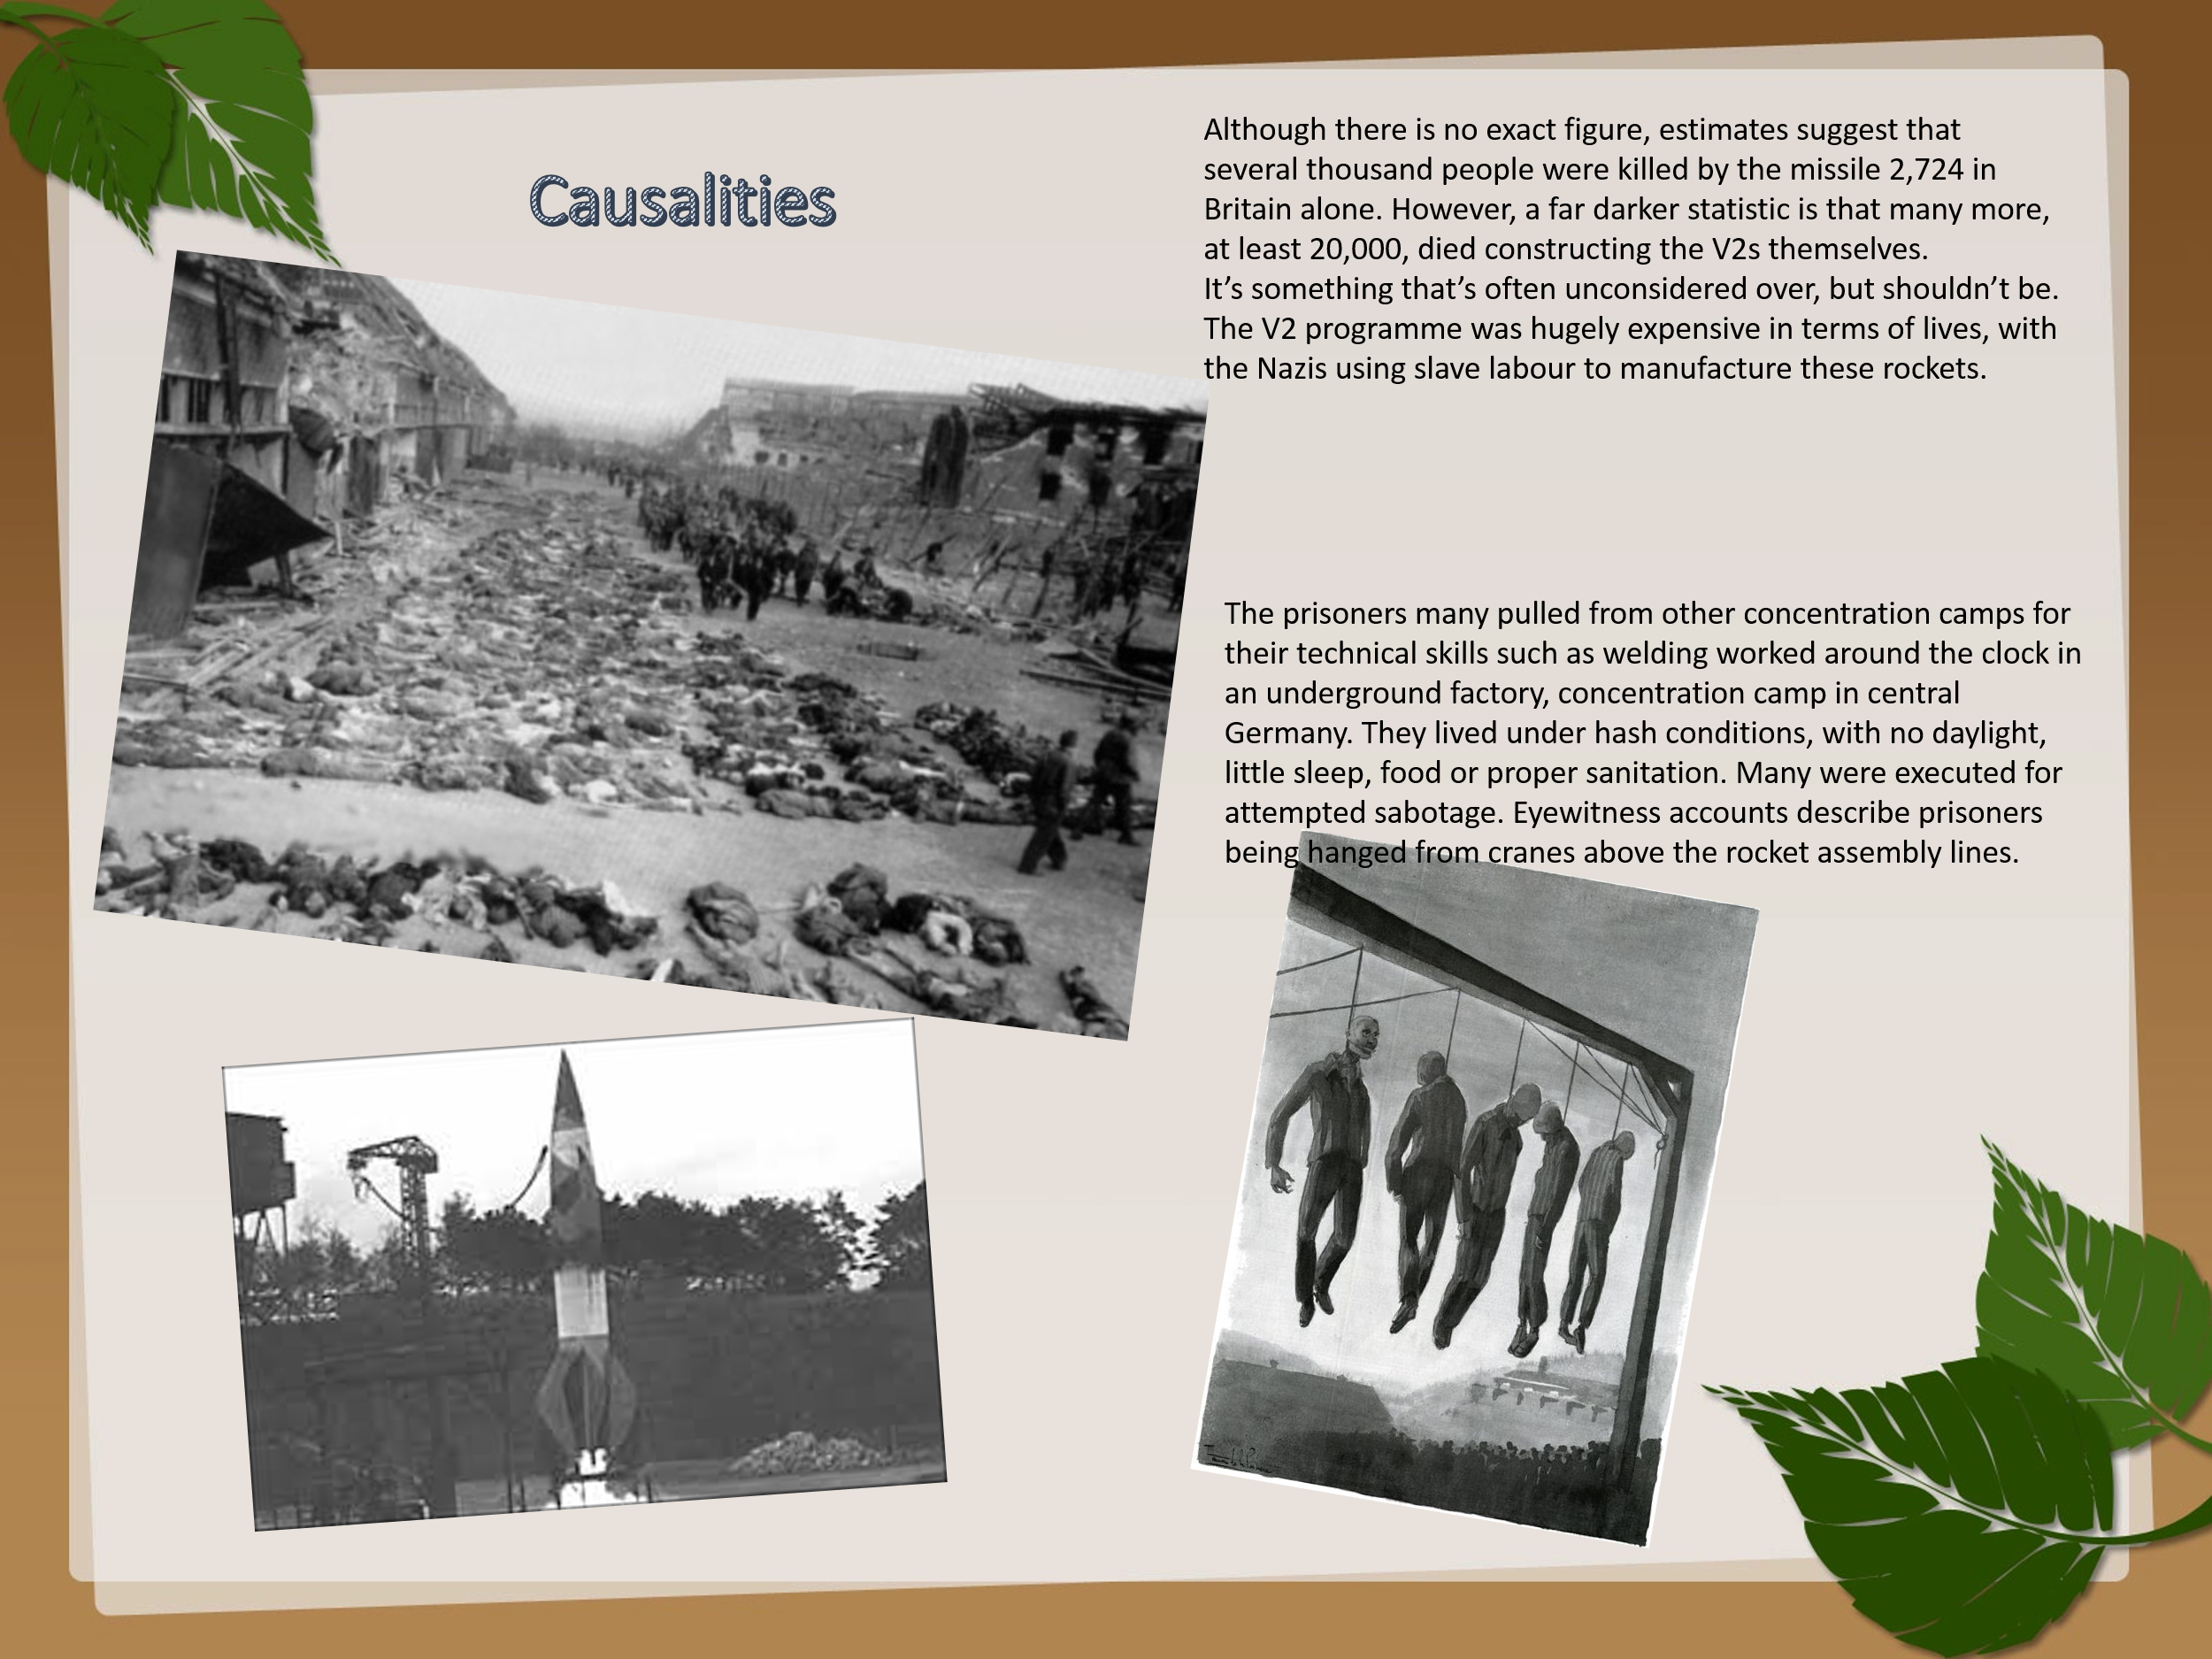 Causalities
Although there is no exact figure, estimates suggest that
several thousand people were killed by the missile 2,724 in
Britain alone. However, a far darker statistic is that many more,
at least 20,000, died constructing the V2s themselves.
It’s something that’s often unconsidered over, but shouldn’t be.
The V2 programme was hugely expensive in terms of lives, with
the Nazis using slave labour to manufacture these rockets.
The prisoners many pulled from other concentration camps for
their technical skills such as welding worked around the clock in
an underground factory, concentration camp in central
Germany. They lived under hash conditions, with no daylight,
little sleep, food or proper sanitation. Many were executed for
attempted sabotage. Eyewitness accounts describe prisoners
being hanged from cranes above the rocket assembly lines.